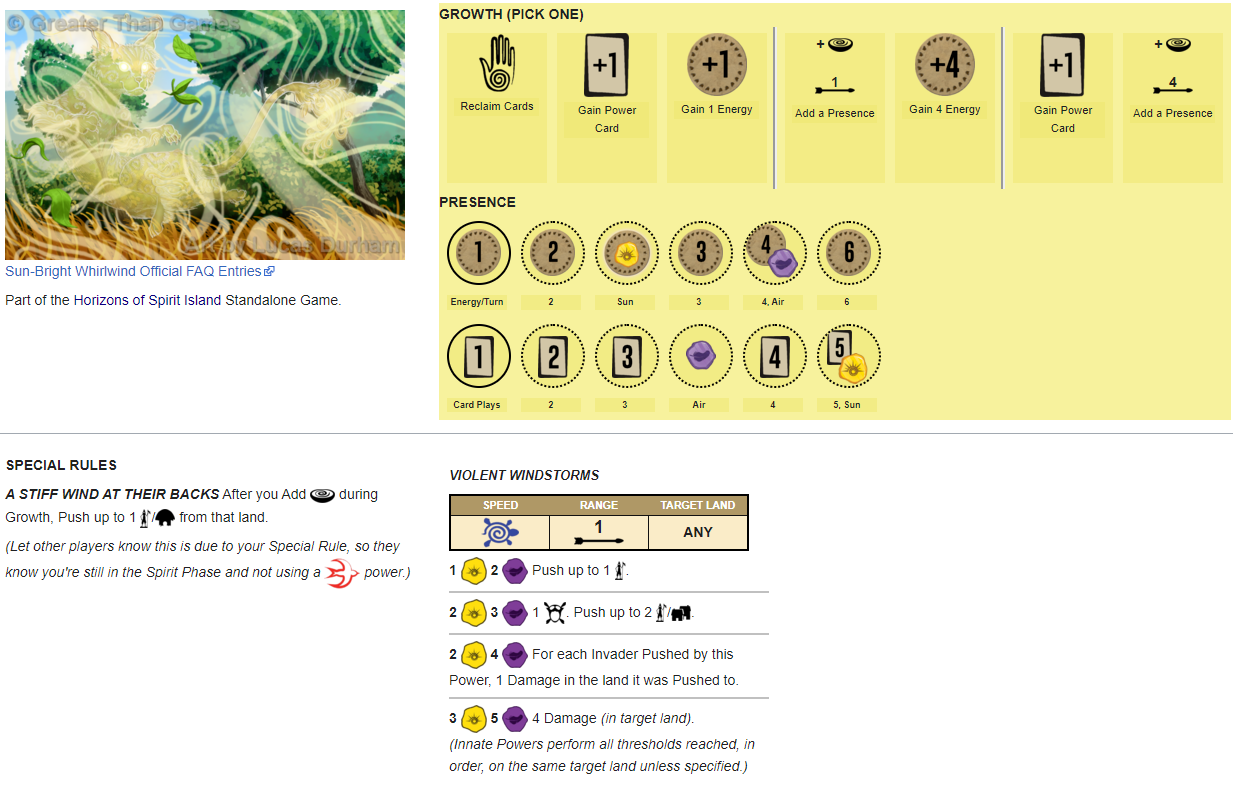 © Greater Than Games
Art by Lucas Durham
Sun-Bright Whirlwind Official FAQ Entries
Part of the Horizons of Spirit Island Standalone Game.
GROWTH (PICK ONE)
+1 +1 + 1 +4 +1 + 4
Reclaim Cards
Gain Power
Card
Gain 1 Energy
Add a Presence
Gain 4 Energy
Gain Power
Card
Add a Presence
PRESENCE
1 2 3 4 6
Energy/Turn 2 Sun 3 4, Air 6
1 2 3 4 5
Card Plays 2 3 Air 4 5, Sun
SPECIAL RULES
A STIFF WIND AT THEIR BACKS After you Add during
Growth, Push up to 1 / from that land.
(Let other players know this is due to your Special Rule, so they
know you're still in the Spirit Phase and not using a power.)
VIOLENT WINDSTORMS
SPEED RANGE TARGET LAND
1 ANY
1 2 Push up to 1 .
2 3 1 . Push up to 2 / .
2 4 For each Invader Pushed by this
Power, 1 Damage in the land it was Pushed to.
3 5 4 Damage (in target land).
(Innate Powers perform all thresholds reached, in
order, on the same target land unless specified.)